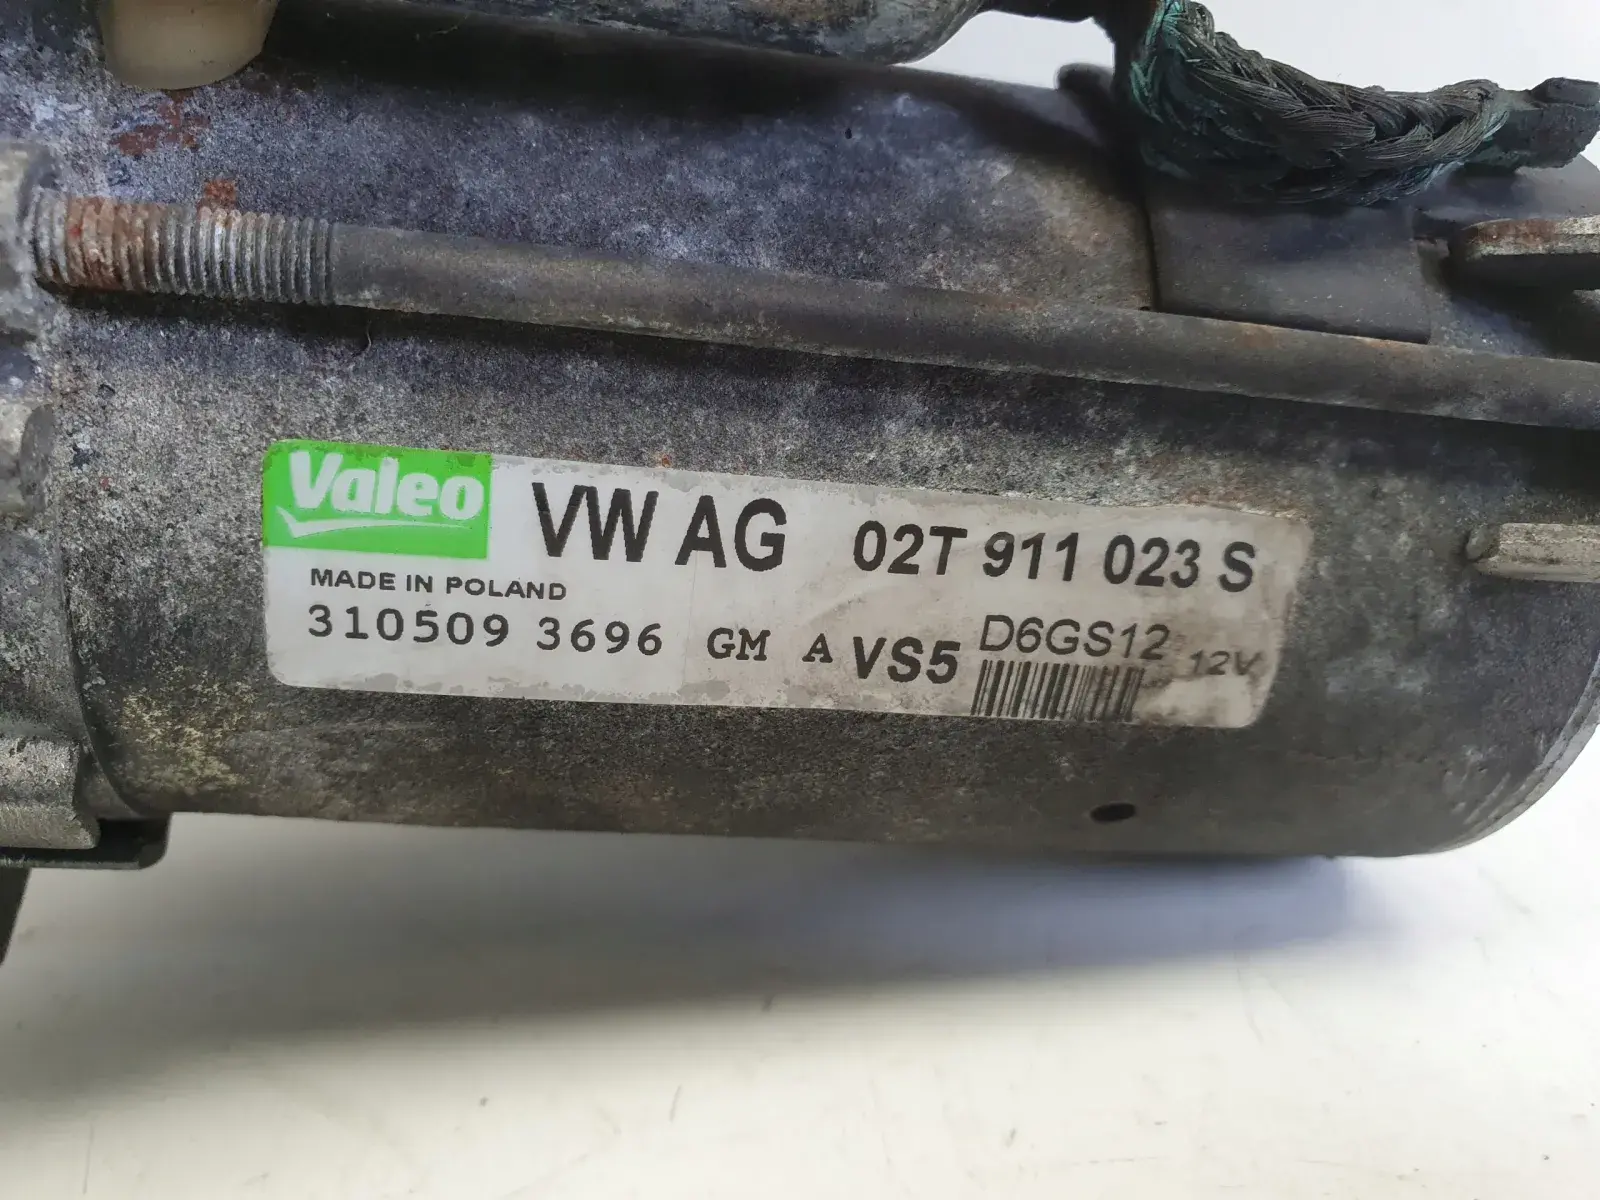 Valeo VW AG 02T 911 023 S
MADE IN POLAND
310509 3696 GM A VS5 D6GS12 12V